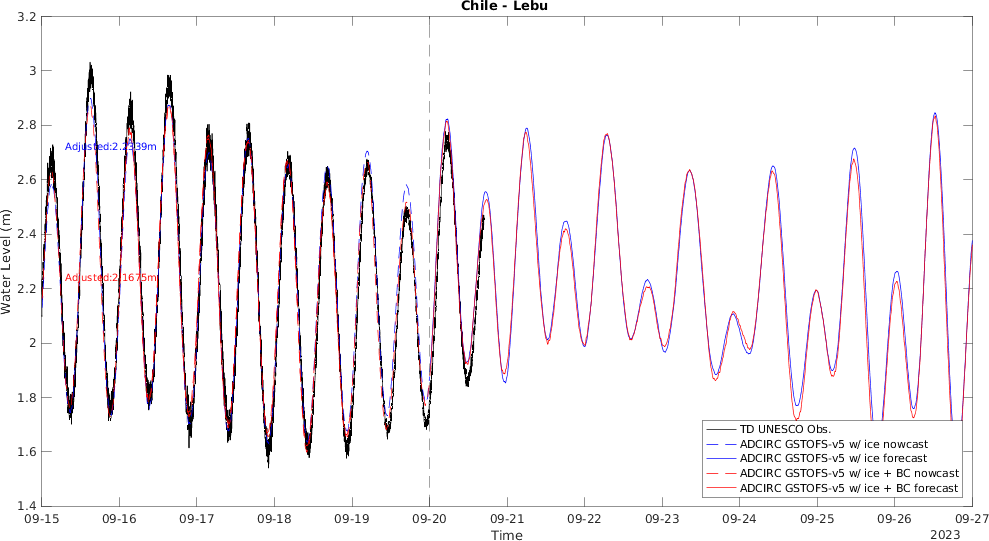 Chile - Lebu
3.2
3
2.8
2.6
2.4
2.2
2
1.8
1.6
1.4
Water Level (m)
Adjusted:2.2339m
Adjusted:2.1675m
TD UNESCO Obs.
ADCIRC GSTOFS-v5 w/ ice nowcast
ADCIRC GSTOFS-v5 w/ ice forecast
ADCIRC GSTOFS-v5 w/ ice + BC nowcast
ADCIRC GSTOFS-v5 w/ ice + BC forecast
09-15 09-16 09-17 09-18 09-19 09-20 09-21 09-22 09-23 09-24 09-25 09-26 09-27
Time
2023